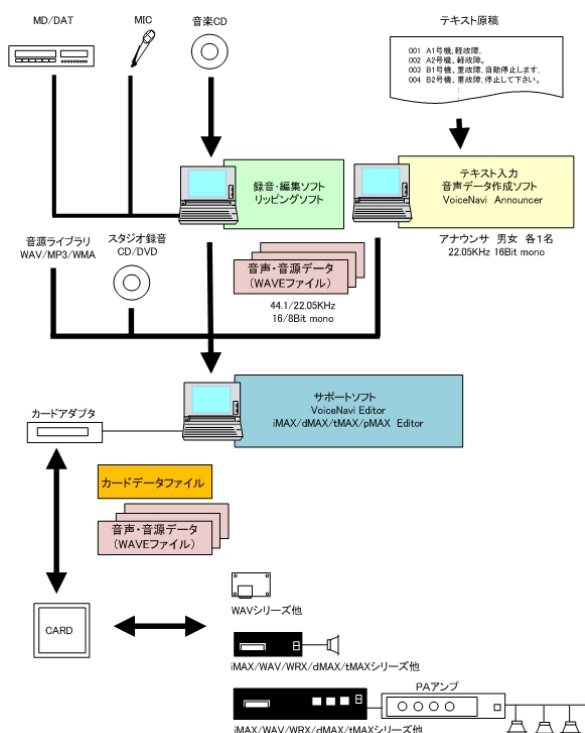 MD/DAT
MIC
音楽CD
テキスト原稿
001 A1号機、軽故障。
002 A2号機、軽故障。
003 B1号機、重故障、自動停止します。
004 B2号機、重故障、停止して下さい。
録音・編集ソフト
リッピングソフト
テキスト入力
音声データ作成ソフト
VoiceNavi Announcer
アナウンサ 男女 各1名
22.05KHz 16Bit mono
音源ライブラリ
WAV/MP3/WMA
スタジオ録音
CD/DVD
音声・音源データ
(WAVEファイル)
44.1/22.05KHz
16/8Bit mono
サポートソフト
VoiceNavi Editor
iMAX/dMAX/tMAX/pMAX Editor
カードアダプタ
カードデータファイル
音声・音源データ
(WAVEファイル)
CARD
WAVシリーズ他
iMAX/WAV/WRX/dMAX/tMAXシリーズ他
PAアンプ
iMAX/WAV/WRX/dMAX/tMAXシリーズ他